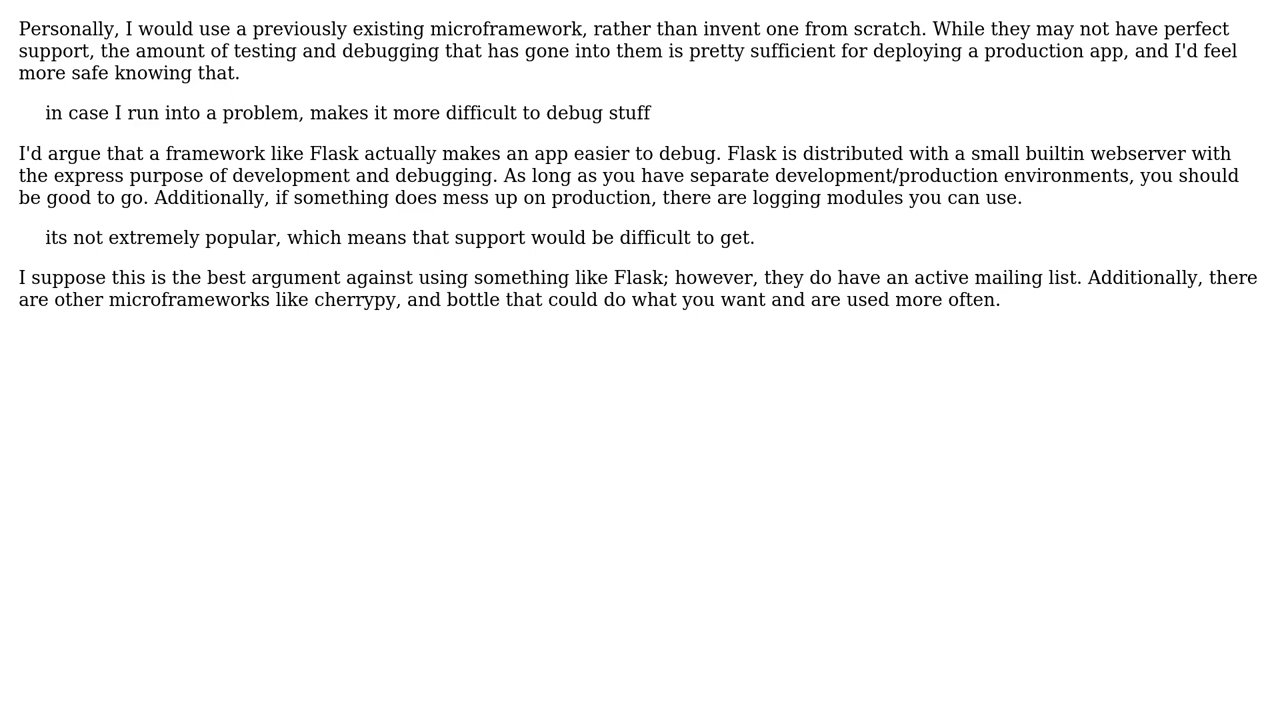 Personally, I would use a previously existing microframework, rather than invent one from scratch. While they may not have perfect
support, the amount of testing and debugging that has gone into them is pretty sufficient for deploying a production app, and I'd feel
more safe knowing that.
in case I run into a problem, makes it more difficult to debug stuff
I'd argue that a framework like Flask actually makes an app easier to debug. Flask is distributed with a small builtin webserver with
the express purpose of development and debugging. As long as you have separate development/production environments, you should
be good to go. Additionally, if something does mess up on production, there are logging modules you can use.
its not extremely popular, which means that support would be difficult to get.
I suppose this is the best argument against using something like Flask; however, they do have an active mailing list. Additionally, there
are other microframeworks like cherrypy, and bottle that could do what you want and are used more often.